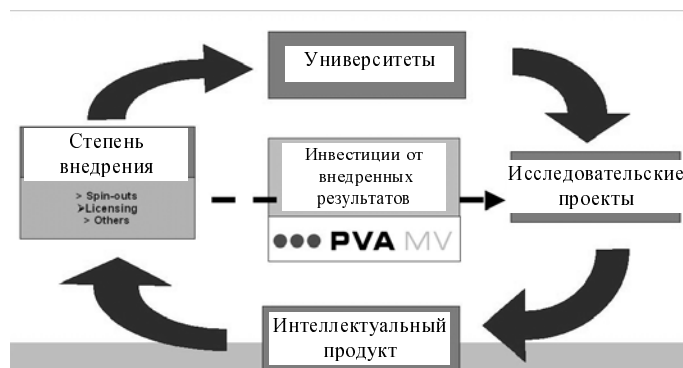 Университеты
Степень
внедрения
> Spin-outs
➢Licensing
> Others
Инвестиции от
внедренных
результатов
PVA MV
Исследовательские
проекты
Интеллектуальный
продукт